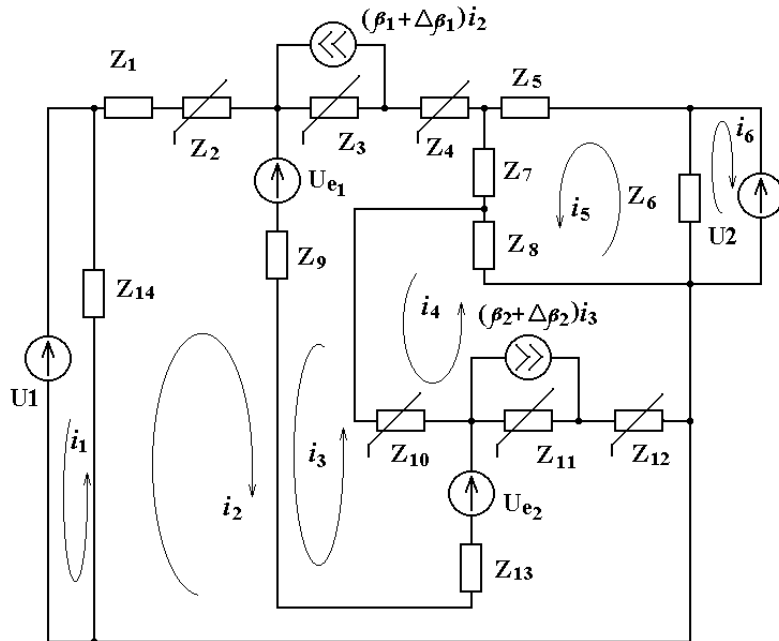 (β₁+Δβ₁)i₂
Z₁
Z₅
Z₂
Z₃
Z₄
i₆
Ue₁
Z₇
i₅
Z₆
U2
Z₉
Z₈
Z₁₄
i₄
(β₂+Δβ₂)i₃
U1
i₁
i₃
Z₁₀
Z₁₁
Z₁₂
i₂
Ue₂
Z₁₃